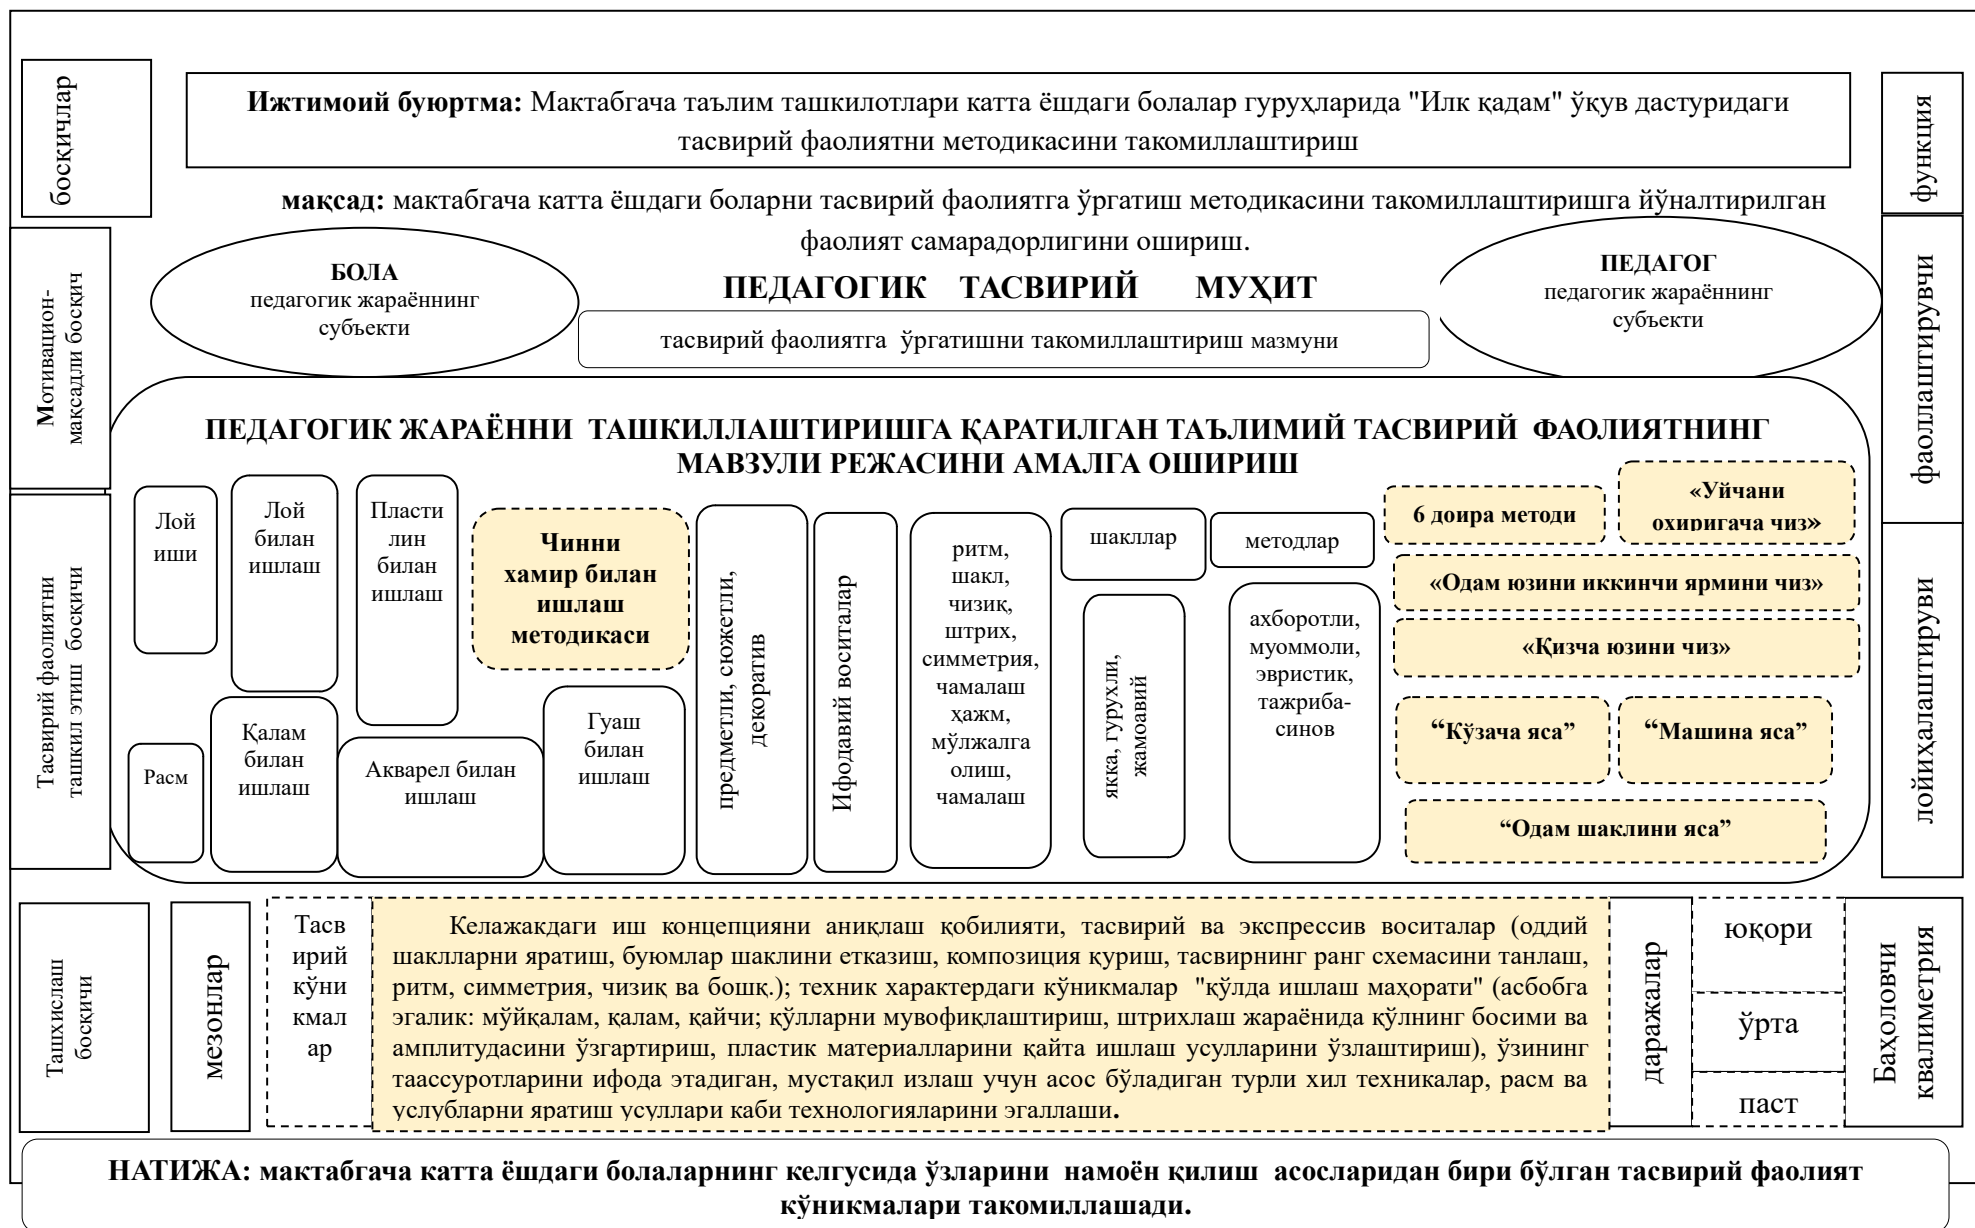 босқичлар
Ижтимоий буюртма: Мактабгача таълим ташкилотлари катта ёшдаги болалар гуруҳларида "Илк қадам" ўқув дастуридаги
тасвирий фаолиятни методикасини такомиллаштириш
функция
мақсад: мактабгача катта ёшдаги боларни тасвирий фаолиятга ўргатиш методикасини такомиллаштиришга йўналтирилган
фаолият самарадорлигини ошириш.
Мотивацион-
мақсадли босқич
БОЛА
педагогик жараённинг
субъекти
ПЕДАГОГИК ТАСВИРИЙ МУҲИТ
тасвирий фаолиятга ўргатишни такомиллаштириш мазмуни
ПЕДАГОГ
педагогик жараённинг
субъекти
фаолаштирувчи
ПЕДАГОГИК ЖАРАЁННИ ТАШКИЛЛАШТИРИШГА ҚАРАТИЛГАН ТАЪЛИМИЙ ТАСВИРИЙ ФАОЛИЯТНИНГ
МАВЗУЛИ РЕЖАСИНИ АМАЛГА ОШИРИШ
Тасвирий фаолиятни
ташкил этиш босқичи
Лой
иши
Лой
билан
ишлаш
Пласти
лин
билан
ишлаш
Чинни
хамир билан
ишлаш
методикаси
Расм
Қалам
билан
ишлаш
Акварел билан
ишлаш
Гуаш
билан
ишлаш
предметли, сюжетли,
декоратив
Ифодавий воситалар
ритм,
шакл,
чизиқ,
штрих,
симметрия,
чамалаш
ҳажм,
мўлжалга
олиш,
чамалаш
шакллар
якка, гурухли,
жамоавий
методлар
ахборотли,
муоммоли,
эвристик,
тажриба-
синов
6 доира методи
«Уйчани
охиригача чиз»
«Одам юзини иккинчи ярмини чиз»
«Қизча юзини чиз»
“Кўзача яса”
“Машина яса”
“Одам шаклини яса”
лойиҳалаштируви
Ташхислаш
босқичи
мезонлар
Тасв
ирий
кўни
кмал
ар
Келажакдаги иш концепцияни аниқлаш қобилияти, тасвирий ва экспрессив воситалар (оддий
шаклларни яратиш, буюмлар шаклини етказиш, композиция қуриш, тасвирнинг ранг схемасини танлаш,
ритм, симметрия, чизиқ ва бошқ.); техник характердаги кўникмалар "қўлда ишлаш маҳорати" (асбобга
эгалик: мўйқалам, қалам, қайчи; қўлларни мувофиқлаштириш, штрихлаш жараёнида қўлнинг босими ва
амплитудасини ўзгартириш, пластик материалларини қайта ишлаш усулларини ўзлаштириш), ўзининг
таассуротларини ифода этадиган, мустақил излаш учун асос бўладиган турли хил техникалар, расм ва
услубларни яратиш усуллари каби технологияларини эгаллаши.
даражалар
юқори
ўрта
паст
Баҳоловчи
квалиметрия
НАТИЖА: мактабгача катта ёшдаги болаларнинг келгусида ўзларини намоён қилиш асосларидан бири бўлган тасвирий фаолият
кўникмалари такомиллашади.